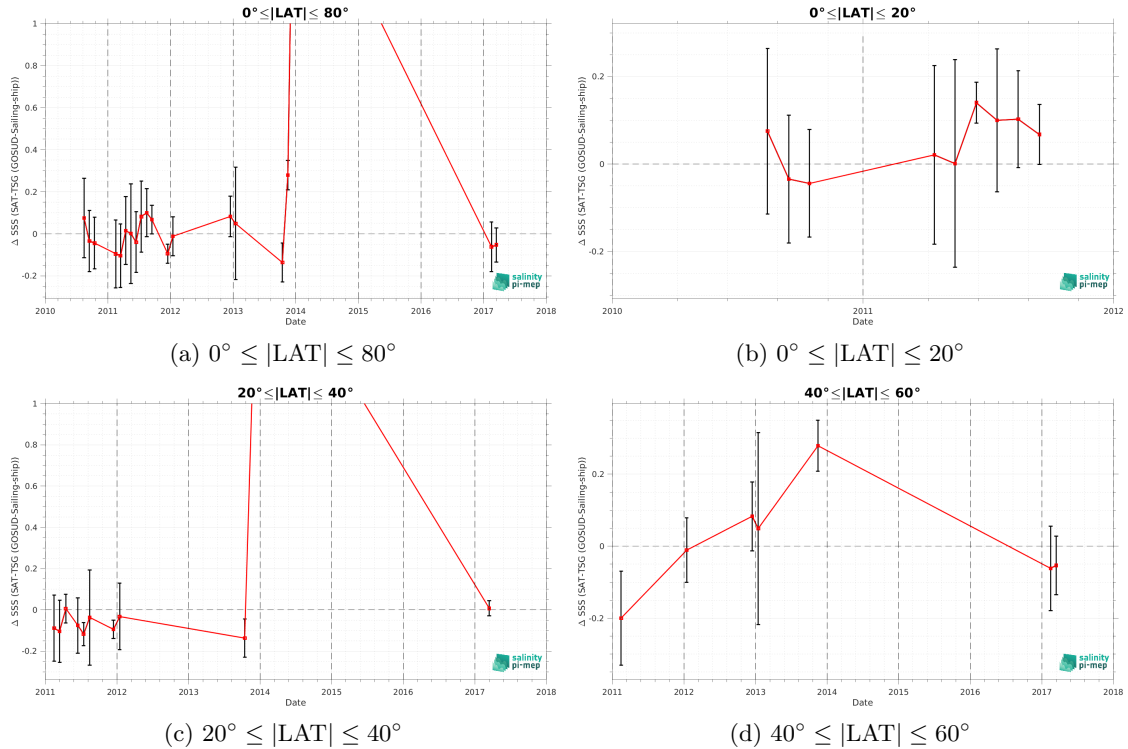 0°≤|LAT|≤ 80°
Δ SSS (SAT-TSG (GOSUD-Sailing-ship))
1
0.8
0.6
0.4
0.2
0
-0.2
2010 2011 2012 2013 2014 2015 2016 2017 2018
Date
salinity
pi-mep
(a) 0° ≤ |LAT| ≤ 80°
0°≤|LAT|≤ 20°
Δ SSS (SAT-TSG (GOSUD-Sailing-ship))
0.2
0
-0.2
2010 2011 2012
Date
salinity
pi-mep
(b) 0° ≤ |LAT| ≤ 20°
20°≤|LAT|≤ 40°
Δ SSS (SAT-TSG (GOSUD-Sailing-ship))
1
0.8
0.6
0.4
0.2
0
-0.2
2011 2012 2013 2014 2015 2016 2017 2018
Date
salinity
pi-mep
(c) 20° ≤ |LAT| ≤ 40°
40°≤|LAT|≤ 60°
Δ SSS (SAT-TSG (GOSUD-Sailing-ship))
0.2
0
-0.2
2011 2012 2013 2014 2015 2016 2017 2018
Date
salinity
pi-mep
(d) 40° ≤ |LAT| ≤ 60°